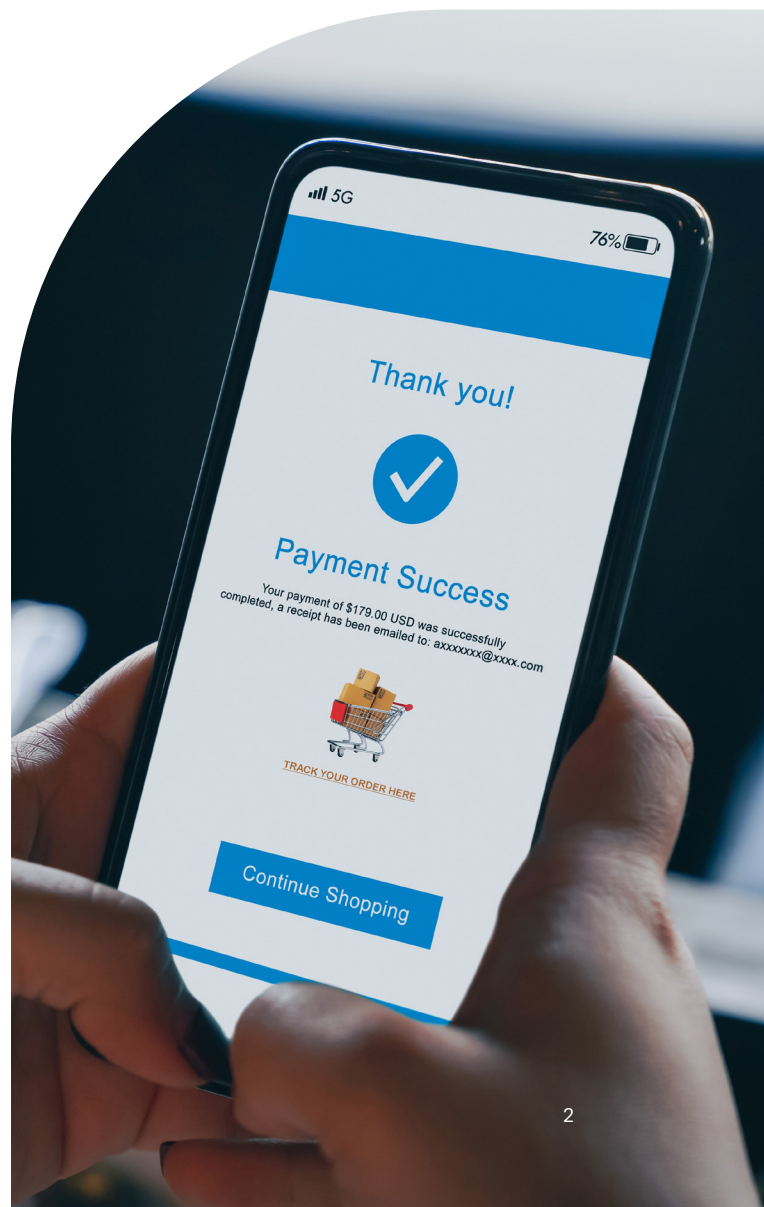 5G
76%
Thank you!
Payment Success
Your payment of $179.00 USD was successfully
completed, a receipt has been emailed to: axxxxxxx@xxxx.com
TRACK YOUR ORDER HERE
Continue Shopping
2